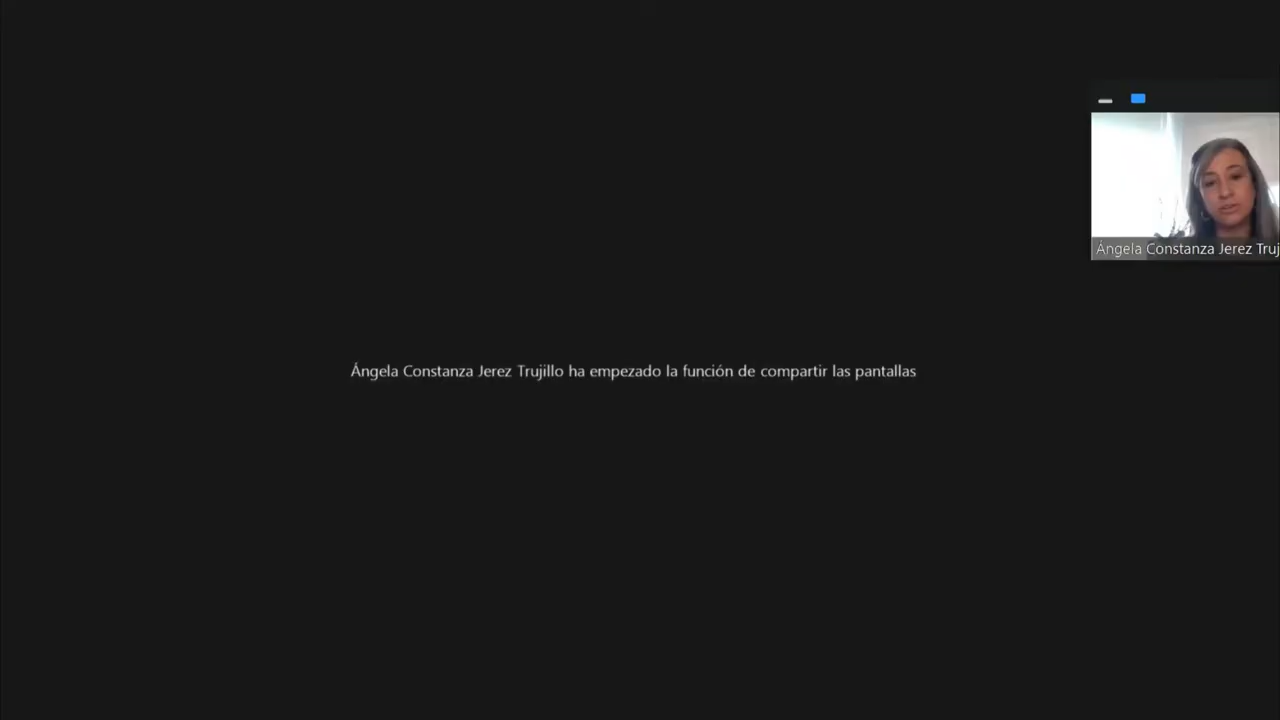 Ángela Constanza Jerez Truj
Ángela Constanza Jerez Trujillo ha empezado la función de compartir las pantallas